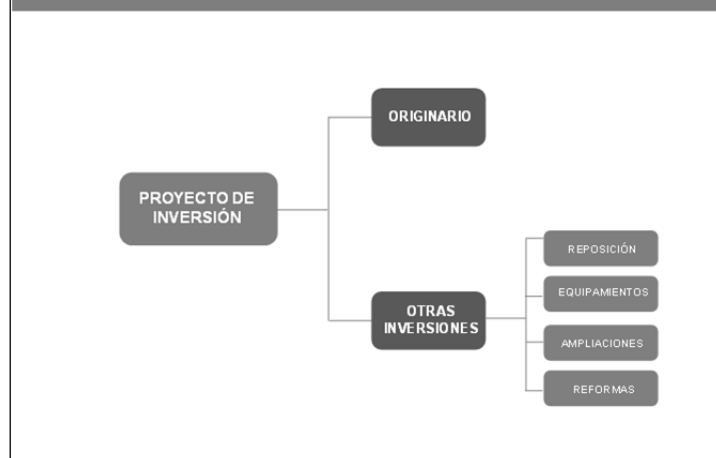 ORIGINARIO
PROYECTO DE
INVERSIÓN
OTRAS
INVERSIONES
REPOSICIÓN
EQUIPAMIENTOS
AMPLIACIONES
REFORMAS